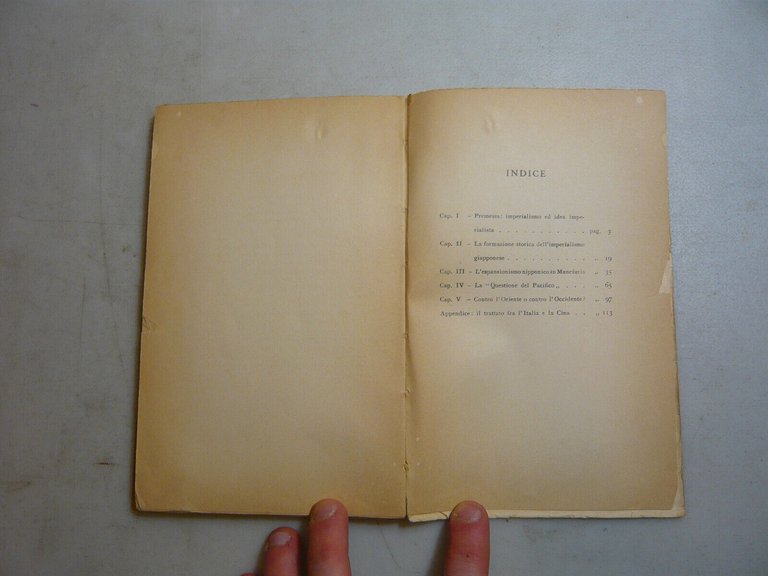 INDICE
Cap. I – Premessa: imperialismo ed idea impe-
rialista . . . . . . . . . . . pag. 3
Cap. II – La formazione storica dell'imperialismo
giapponese . . . . . . . . . . „ 19
Cap. III – L'espansionismo nipponico in Manciuria „ 35
Cap. IV – La "Questione del Pacifico„ . . . „ 65
Cap. V – Contro l'Oriente o contro l'Occidente? „ 97
Appendice: il trattato fra l'Italia e la Cina . . „ 113